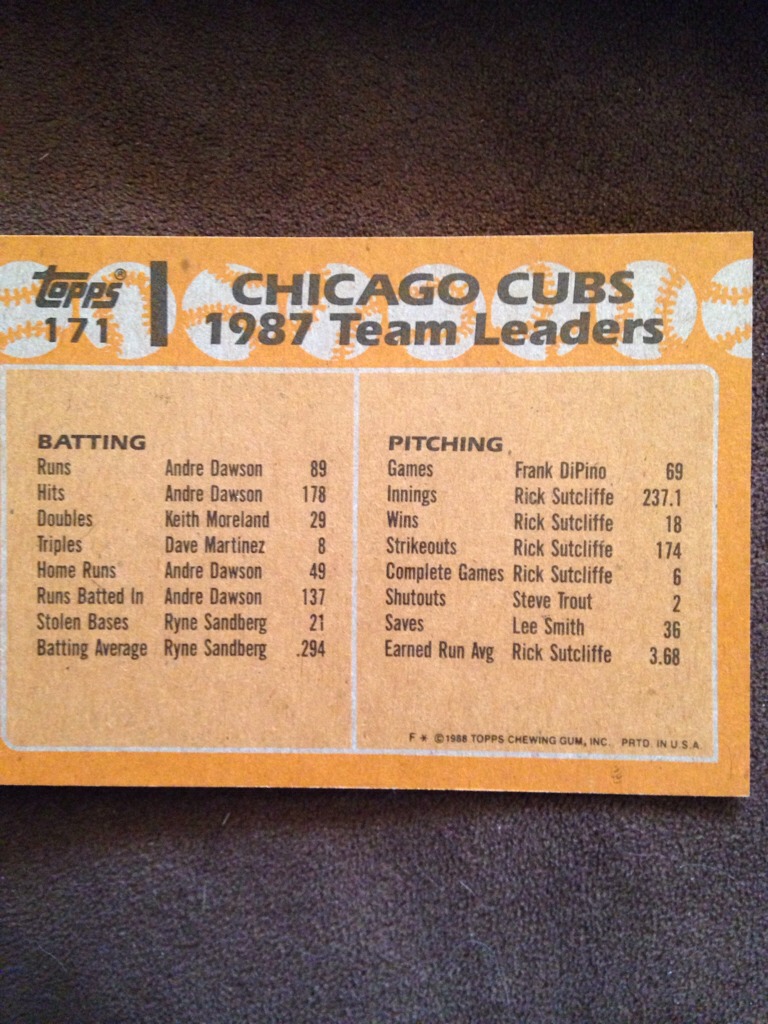 topps® CHICAGO CUBS
171 1987 Team Leaders
BATTING
Runs Andre Dawson 89
Hits Andre Dawson 178
Doubles Keith Moreland 29
Triples Dave Martinez 8
Home Runs Andre Dawson 49
Runs Batted In Andre Dawson 137
Stolen Bases Ryne Sandberg 21
Batting Average Ryne Sandberg .294
PITCHING
Games Frank DiPino 69
Innings Rick Sutcliffe 237.1
Wins Rick Sutcliffe 18
Strikeouts Rick Sutcliffe 174
Complete Games Rick Sutcliffe 6
Shutouts Steve Trout 2
Saves Lee Smith 36
Earned Run Avg Rick Sutcliffe 3.68
F * ©1988 TOPPS CHEWING GUM, INC. PRTD. IN U.S.A.